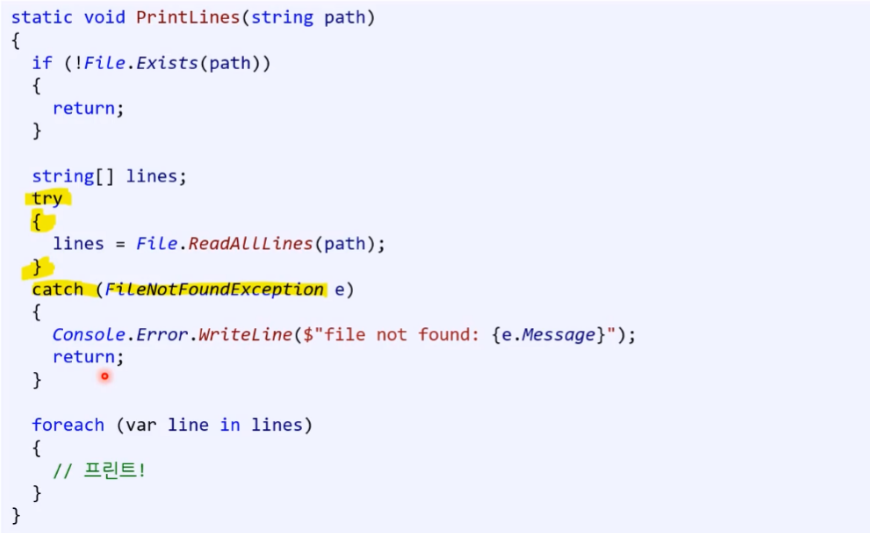 static void PrintLines(string path)
{
  if (!File.Exists(path))
  {
    return;
  }

  string[] lines;
  try
  {
    lines = File.ReadAllLines(path);
  }
  catch (FileNotFoundException e)
  {
    Console.Error.WriteLine($"file not found: {e.Message}");
    return;
  }

  foreach (var line in lines)
  {
    // 프린트!
  }
}